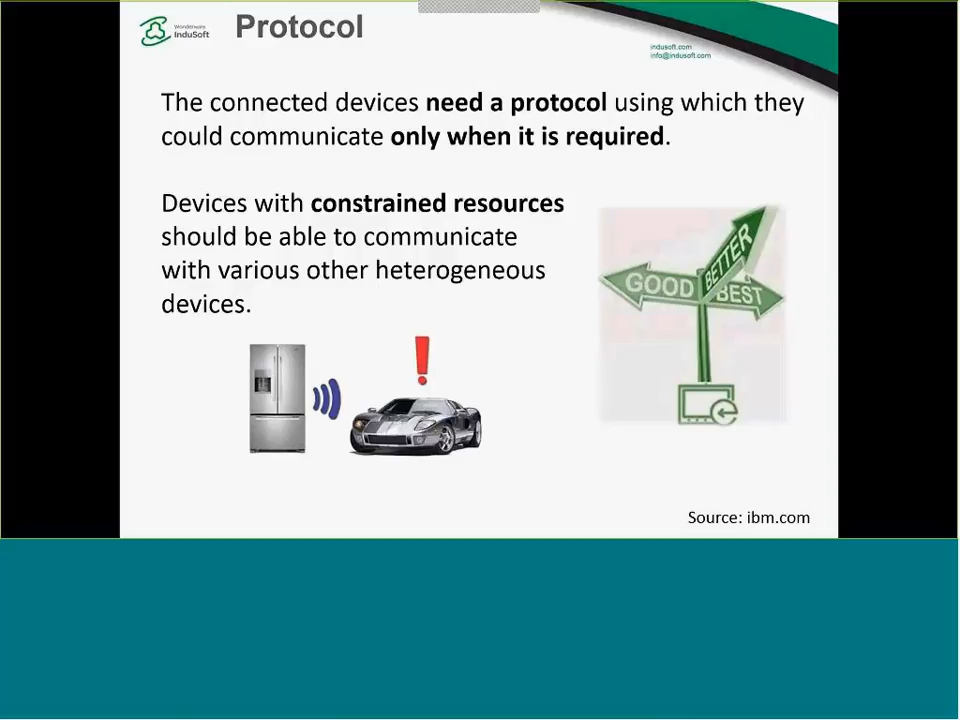 Wonderware
InduSoft
Protocol
indusoft.com
info@indusoft.com
The connected devices need a protocol using which they
could communicate only when it is required.
Devices with constrained resources
should be able to communicate
with various other heterogeneous
devices.
GOOD
BETTER
BEST
!
Source: ibm.com